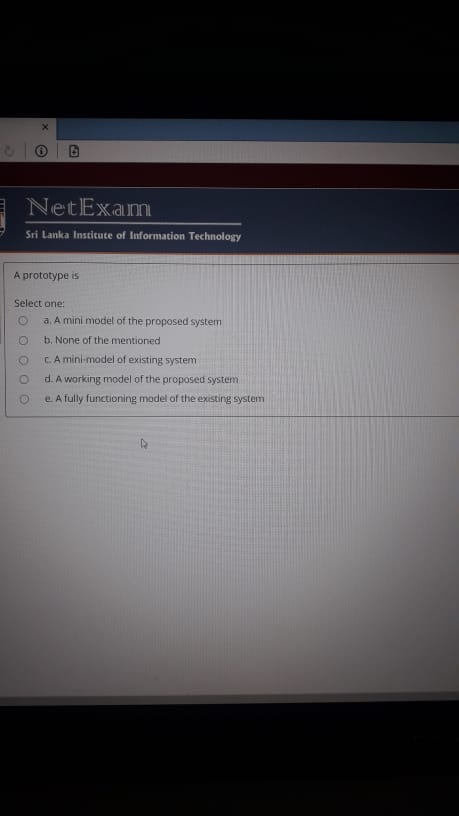 NetExam
Sri Lanka Institute of Information Technology
A prototype is
Select one:
a. A mini model of the proposed system
b. None of the mentioned
c. A mini-model of existing system
d. A working model of the proposed system
e. A fully functioning model of the existing system